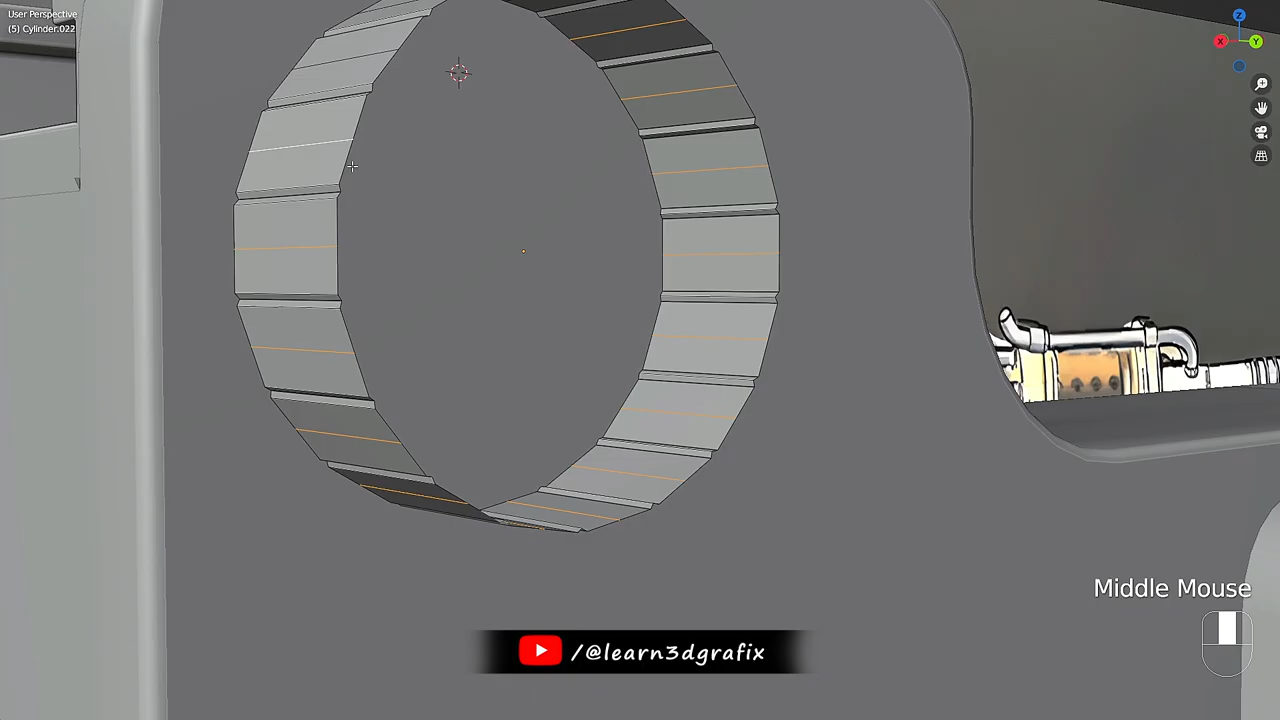 User Perspective
(5) Cylinder.022
Z
X
Y
Middle Mouse
/@learn3dgrafix